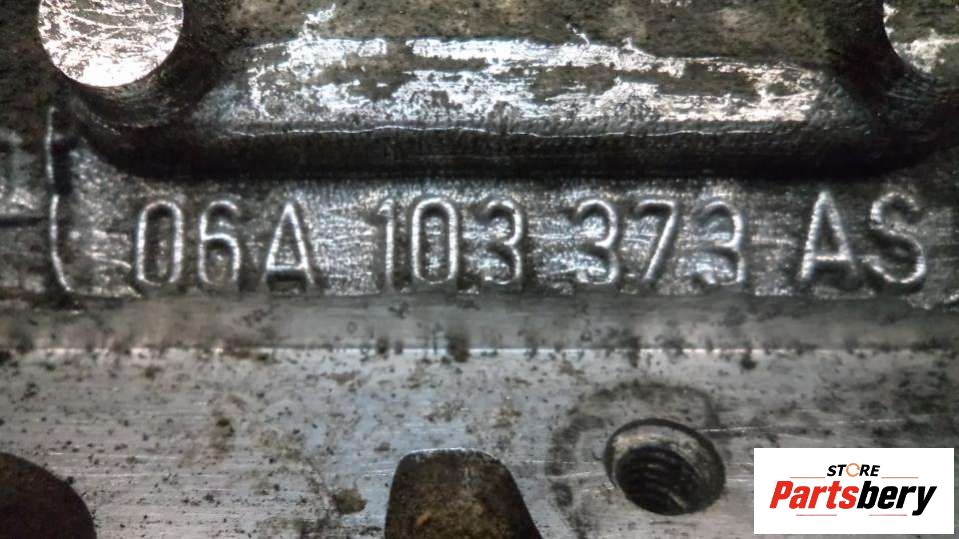 06A 103 373 AS
STORE
Partsbery